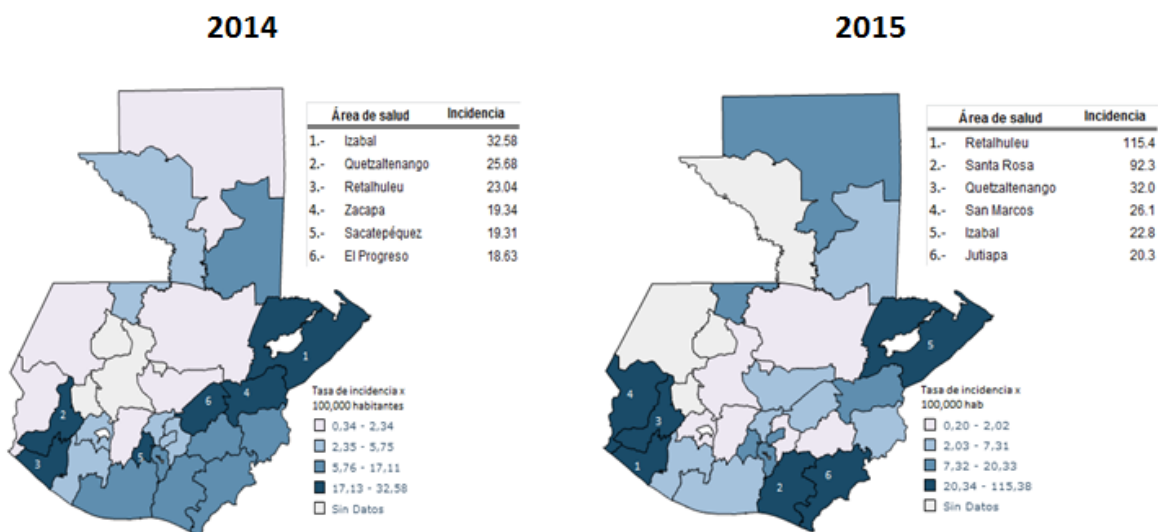 2014
Área de salud Incidencia
1.- Izabal 32.58
2.- Quetzaltenango 25.68
3.- Retalhuleu 23.04
4.- Zacapa 19.34
5.- Sacatepéquez 19.31
6.- El Progreso 18.63
1
2
3
4
5
6
Tasa de incidencia x
100,000 habitantes
0,34 - 2,34
2,35 - 5,75
5,76 - 17,11
17,13 - 32,58
Sin Datos
2015
Área de salud Incidencia
1.- Retalhuleu 115.4
2.- Santa Rosa 92.3
3.- Quetzaltenango 32.0
4.- San Marcos 26.1
5.- Izabal 22.8
6.- Jutiapa 20.3
5
4
3
1
2
6
Tasa de incidencia x
100,000 hab
0,20 - 2,02
2,03 - 7,31
7,32 - 20,33
20,34 - 115,38
Sin Datos